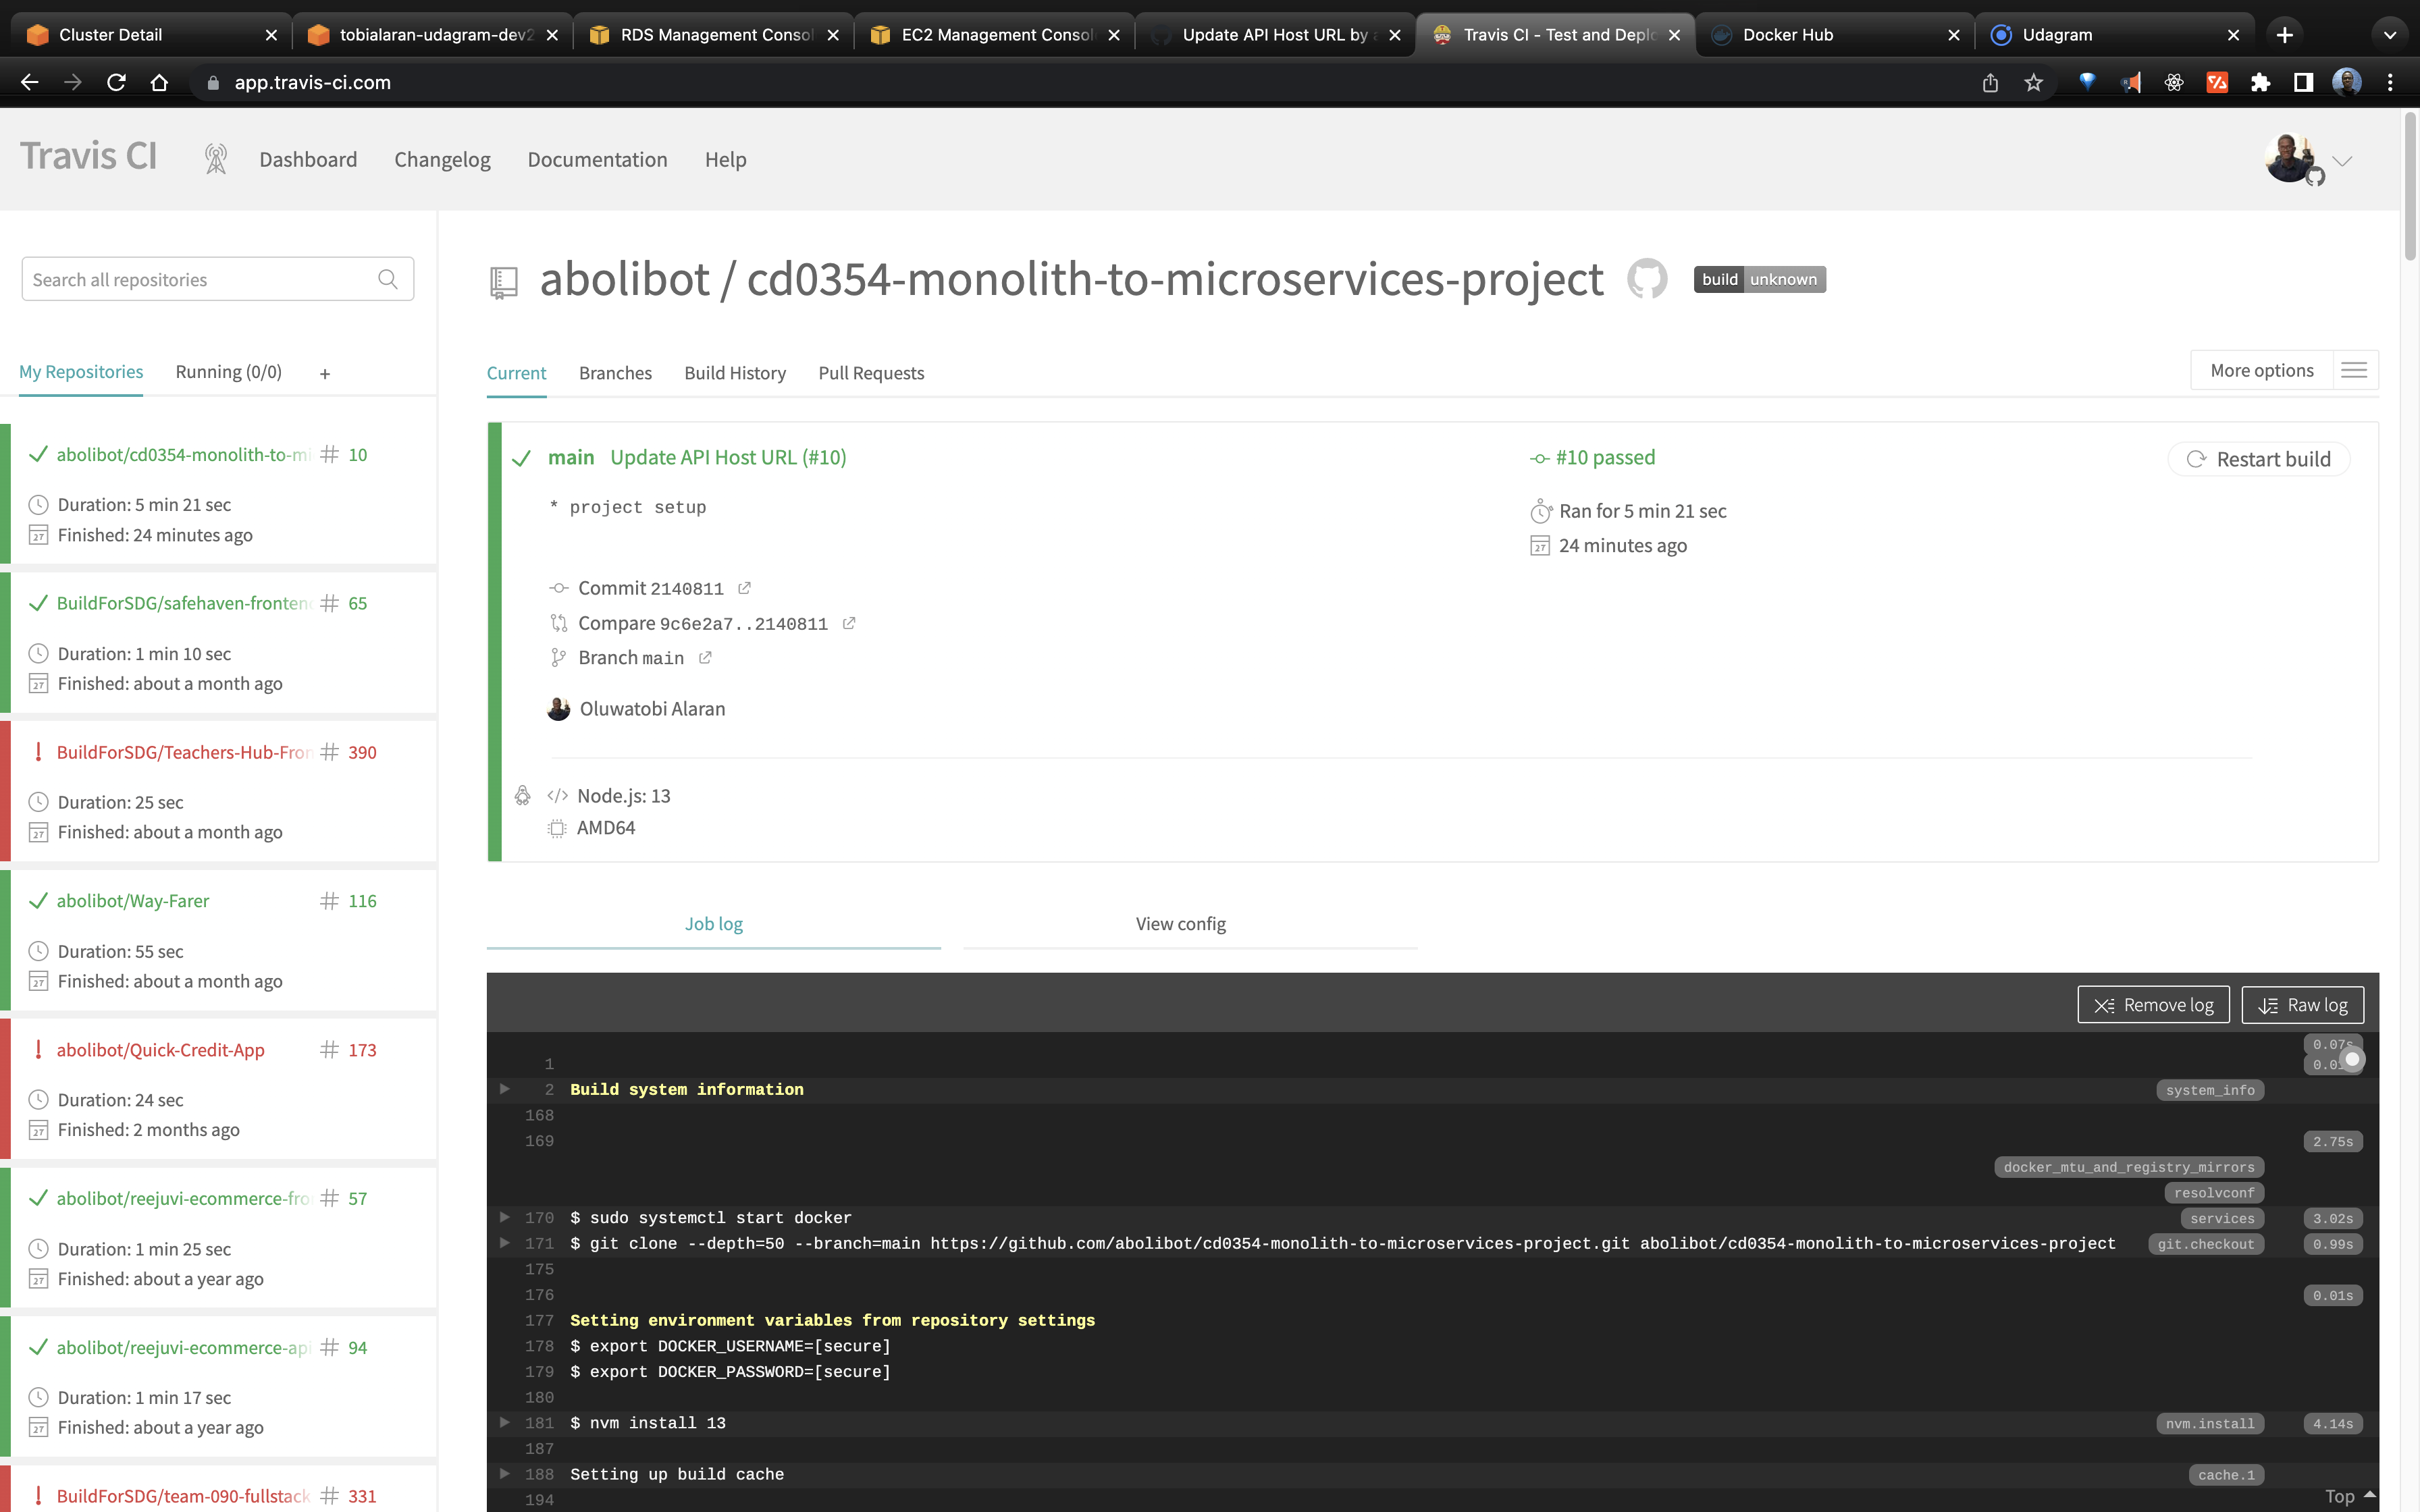 Cluster Detail
tobialaran-udagram-dev2
RDS Management Consol
EC2 Management Consol
Update API Host URL by a
Travis CI - Test and Deplo
Docker Hub
Udagram
app.travis-ci.com
Travis CI
Dashboard
Changelog
Documentation
Help
Search all repositories
My Repositories
Running (0/0)
+
abolibot/cd0354-monolith-to-mi # 10
Duration: 5 min 21 sec
Finished: 24 minutes ago
BuildForSDG/safehaven-frontend # 65
Duration: 1 min 10 sec
Finished: about a month ago
! BuildForSDG/Teachers-Hub-Fron # 390
Duration: 25 sec
Finished: about a month ago
abolibot/Way-Farer # 116
Duration: 55 sec
Finished: about a month ago
! abolibot/Quick-Credit-App # 173
Duration: 24 sec
Finished: 2 months ago
abolibot/reejuvi-ecommerce-fro # 57
Duration: 1 min 25 sec
Finished: about a year ago
abolibot/reejuvi-ecommerce-api # 94
Duration: 1 min 17 sec
Finished: about a year ago
! BuildForSDG/team-090-fullstack # 331
abolibot / cd0354-monolith-to-microservices-project
build unknown
Current
Branches
Build History
Pull Requests
More options
main Update API Host URL (#10)
* project setup
Commit 2140811
Compare 9c6e2a7..2140811
Branch main
Oluwatobi Alaran
#10 passed
Ran for 5 min 21 sec
24 minutes ago
Restart build
Node.js: 13
AMD64
Job log
View config
Remove log
Raw log
0.07s
1
2 Build system information system_info
168
169 2.75s
docker_mtu_and_registry_mirrors
resolvconf
170 $ sudo systemctl start docker services 3.02s
171 $ git clone --depth=50 --branch=main https://github.com/abolibot/cd0354-monolith-to-microservices-project.git abolibot/cd0354-monolith-to-microservices-project git.checkout 0.99s
175
176 0.01s
177 Setting environment variables from repository settings
178 $ export DOCKER_USERNAME=[secure]
179 $ export DOCKER_PASSWORD=[secure]
180
181 $ nvm install 13 nvm.install 4.14s
187
188 Setting up build cache cache.1
194
Top